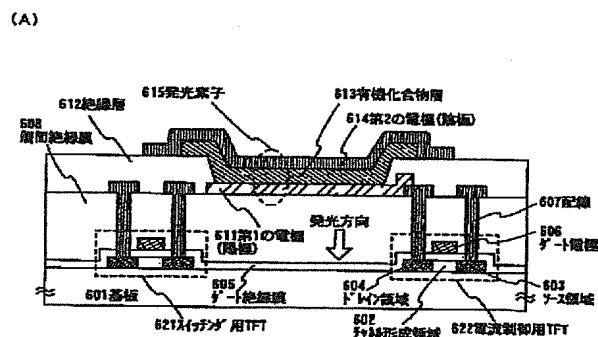 (A)
615発光素子
613有機化合物層
612絶縁層
614第2の電極(陰極)
608
層間絶縁膜
607配線
606
ゲート電極
611第1の電極
(陽極)
発光方向
601基板
605
ゲート絶縁膜
604
ドレイン領域
603
ソース領域
602
チャネル形成領域
621スイッチング用TFT
622電流制御用TFT